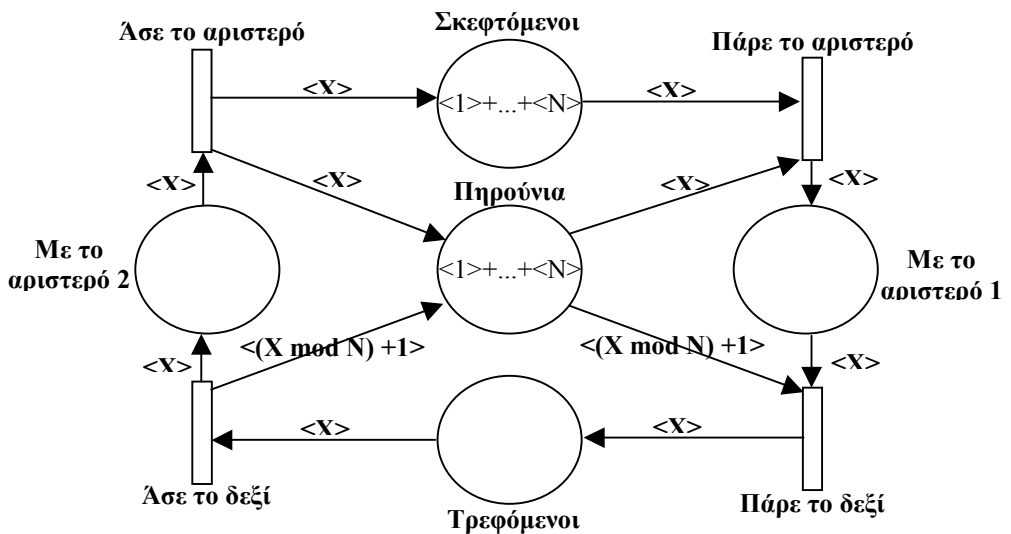 Σκεφτόμενοι
Άσε το αριστερό
Πάρε το αριστερό
<X>
<1>+...+<N>
<X>
<X>
<X>
Πηρούνια
<X>
<X>
Με το
αριστερό 2
<1>+...+<N>
Με το
αριστερό 1
<X>
<(X mod N) +1>
<(X mod N) +1>
<X>
<X>
<X>
Άσε το δεξί
Τρεφόμενοι
Πάρε το δεξί